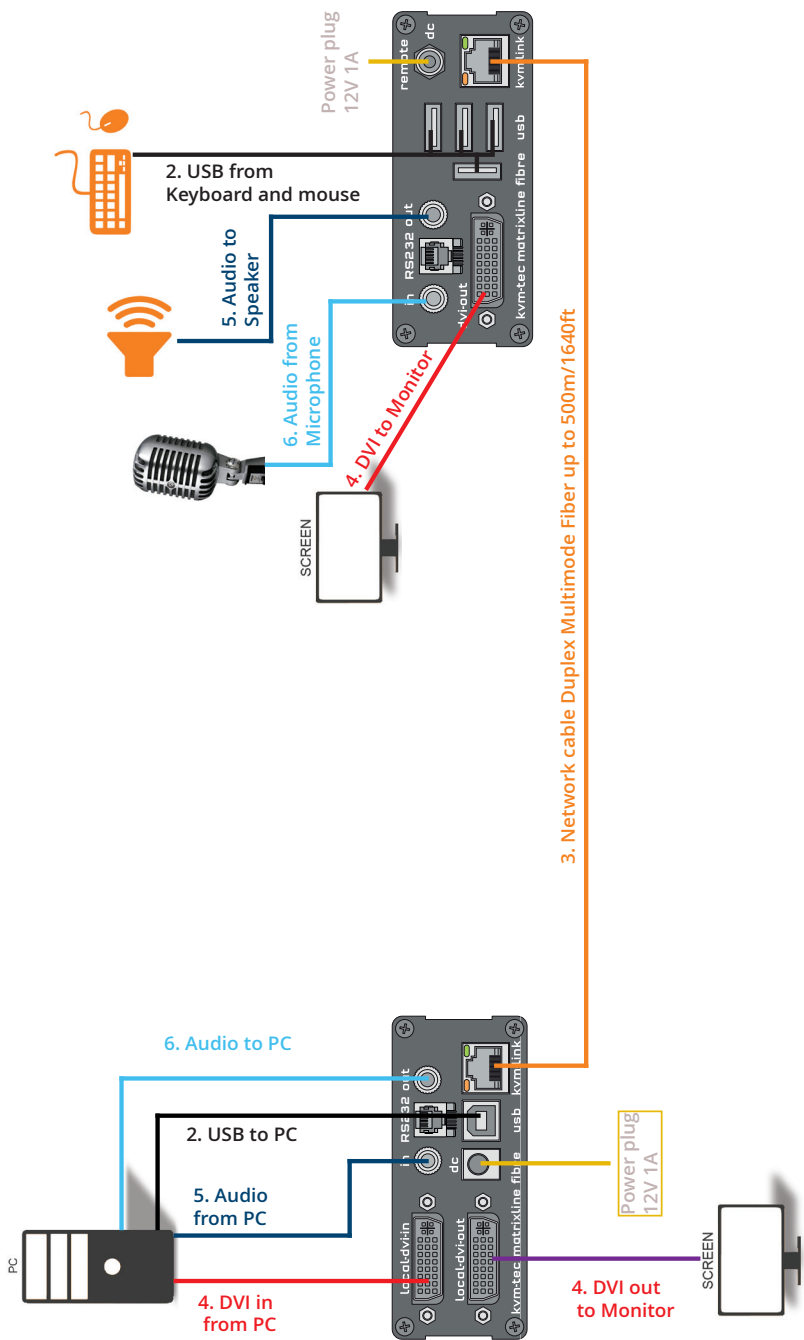 Power plug
12V 1A
remote
dc
kvm-link
2. USB from
Keyboard and mouse
usb
5. Audio to
Speaker
in RS232 out
6. Audio from
Microphone
dvi-out
kvm-tec matrixline fibre
4. DVI to Monitor
SCREEN
3. Network cable Duplex Multimode Fiber up to 500m/1640ft
6. Audio to PC
2. USB to PC
5. Audio
from PC
PC
4. DVI in
from PC
in RS232 out
local-dvi-in
dc
usb
kvm-link
local-dvi-out
kvm-tec matrixline fibre
Power plug
12V 1A
4. DVI out
to Monitor
SCREEN